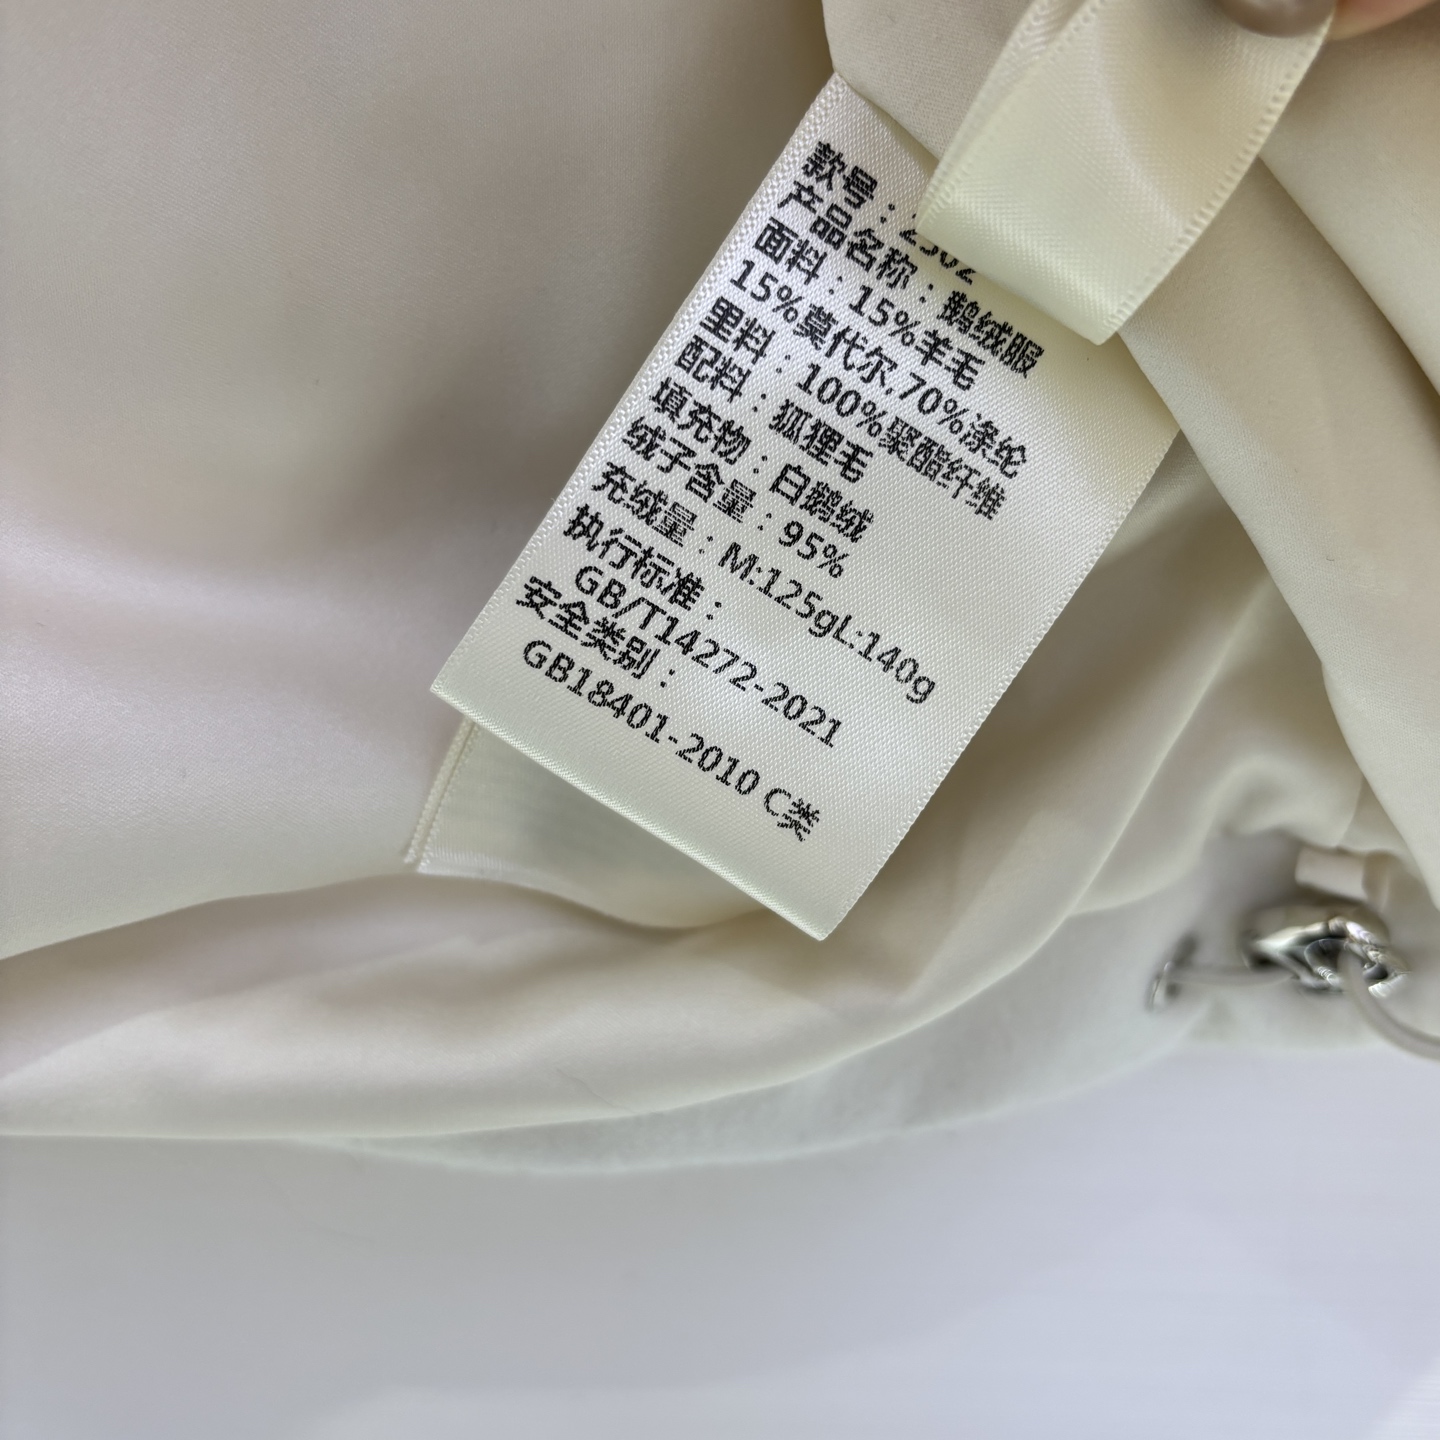 款号：2302
产品名称：鹅绒服
面料：15%羊毛
15%莫代尔,70%涤纶
里料：100%聚酯纤维
配料：狐狸毛
填充物：白鹅绒
绒子含量：95%
充绒量：M:125gL:140g
执行标准：
GB/T14272-2021
安全类别：
GB18401-2010 C类